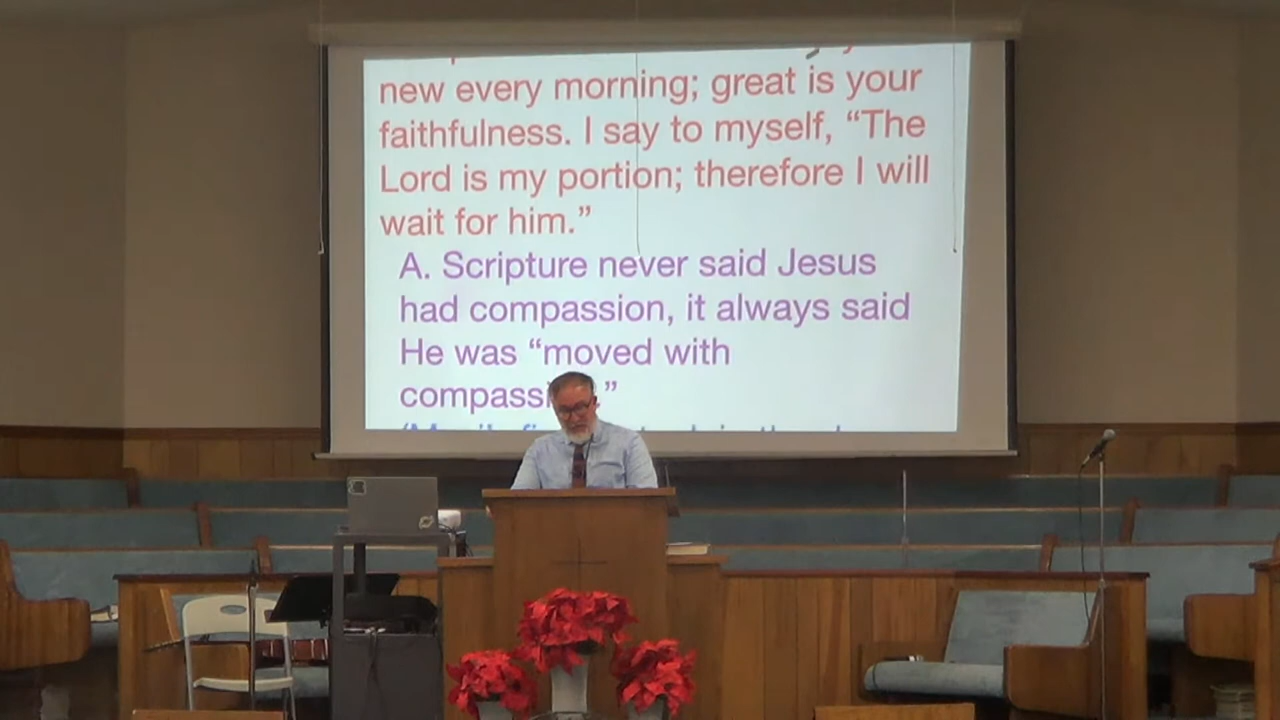 new every morning; great is your
faithfulness. I say to myself, “The
Lord is my portion; therefore I will
wait for him.”
A. Scripture never said Jesus
had compassion, it always said
He was “moved with
compassi ”